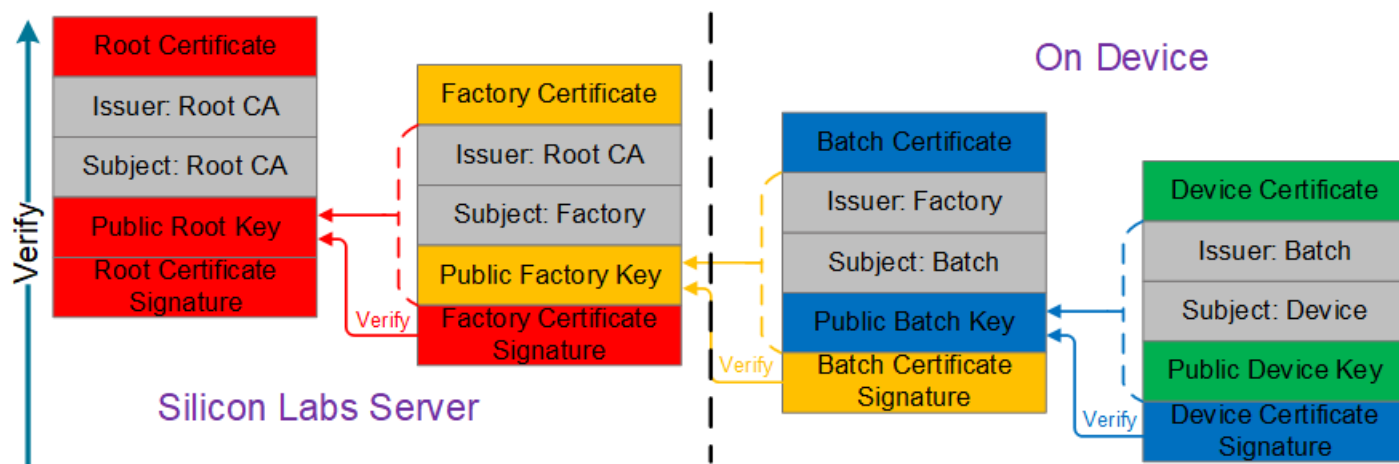 Verify
Root Certificate
Issuer: Root CA
Subject: Root CA
Public Root Key
Root Certificate
Signature
Factory Certificate
Issuer: Root CA
Subject: Factory
Public Factory Key
Factory Certificate
Signature
Verify
Silicon Labs Server
On Device
Batch Certificate
Issuer: Factory
Subject: Batch
Public Batch Key
Batch Certificate
Signature
Verify
Device Certificate
Issuer: Batch
Subject: Device
Public Device Key
Device Certificate
Signature
Verify